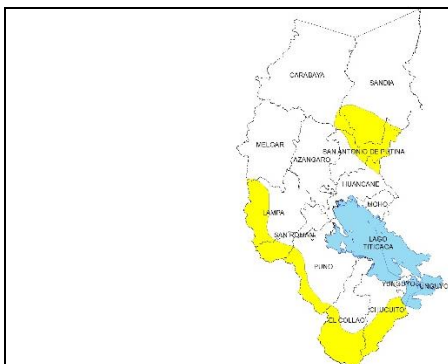 CARABAYA
SANDIA
MELGAR
SAN ANTONIO DE PUTINA
AZANGARO
HUANCANE
MOHO
LAMPA
SAN ROMAN
LAGO
TITICACA
PUNO
YUNGUYO
UNGUYO
CHUCUITO
EL COLLAO